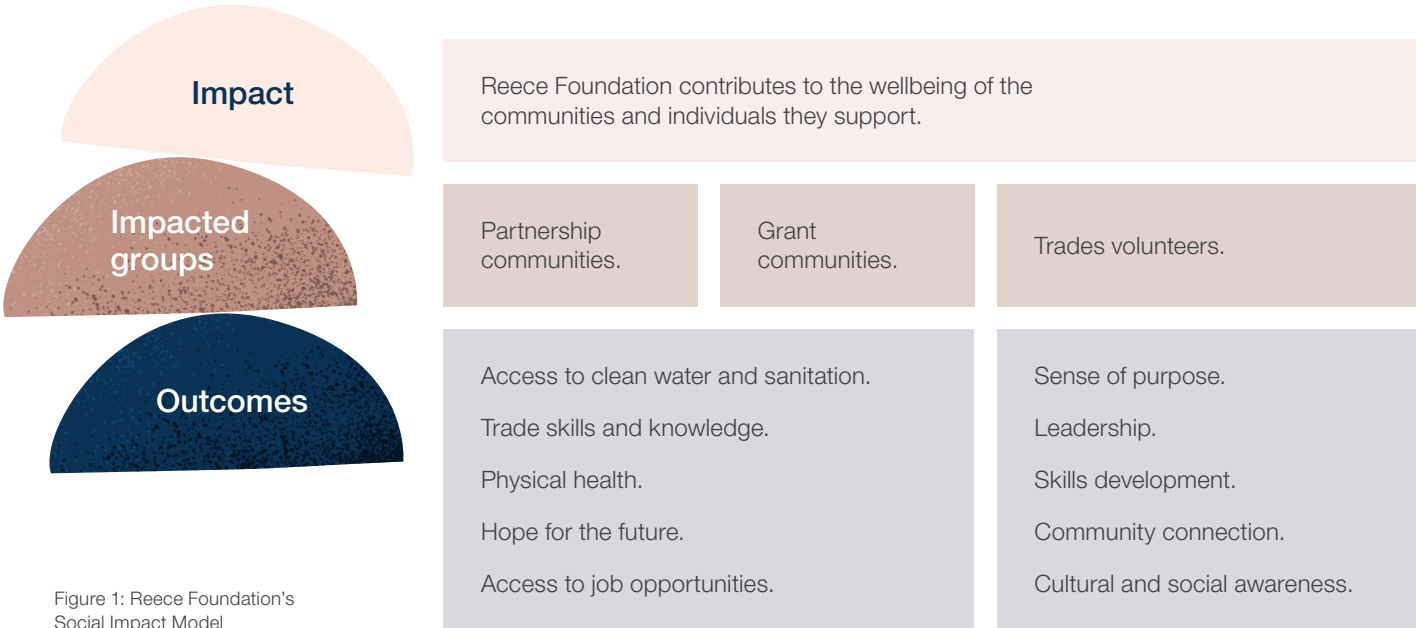 Impact
Reece Foundation contributes to the wellbeing of the
communities and individuals they support.
Impacted
groups
Partnership
communities.
Grant
communities.
Trades volunteers.
Outcomes
Access to clean water and sanitation.
Trade skills and knowledge.
Physical health.
Hope for the future.
Access to job opportunities.
Sense of purpose.
Leadership.
Skills development.
Community connection.
Cultural and social awareness.
Figure 1: Reece Foundation’s
Social Impact Model